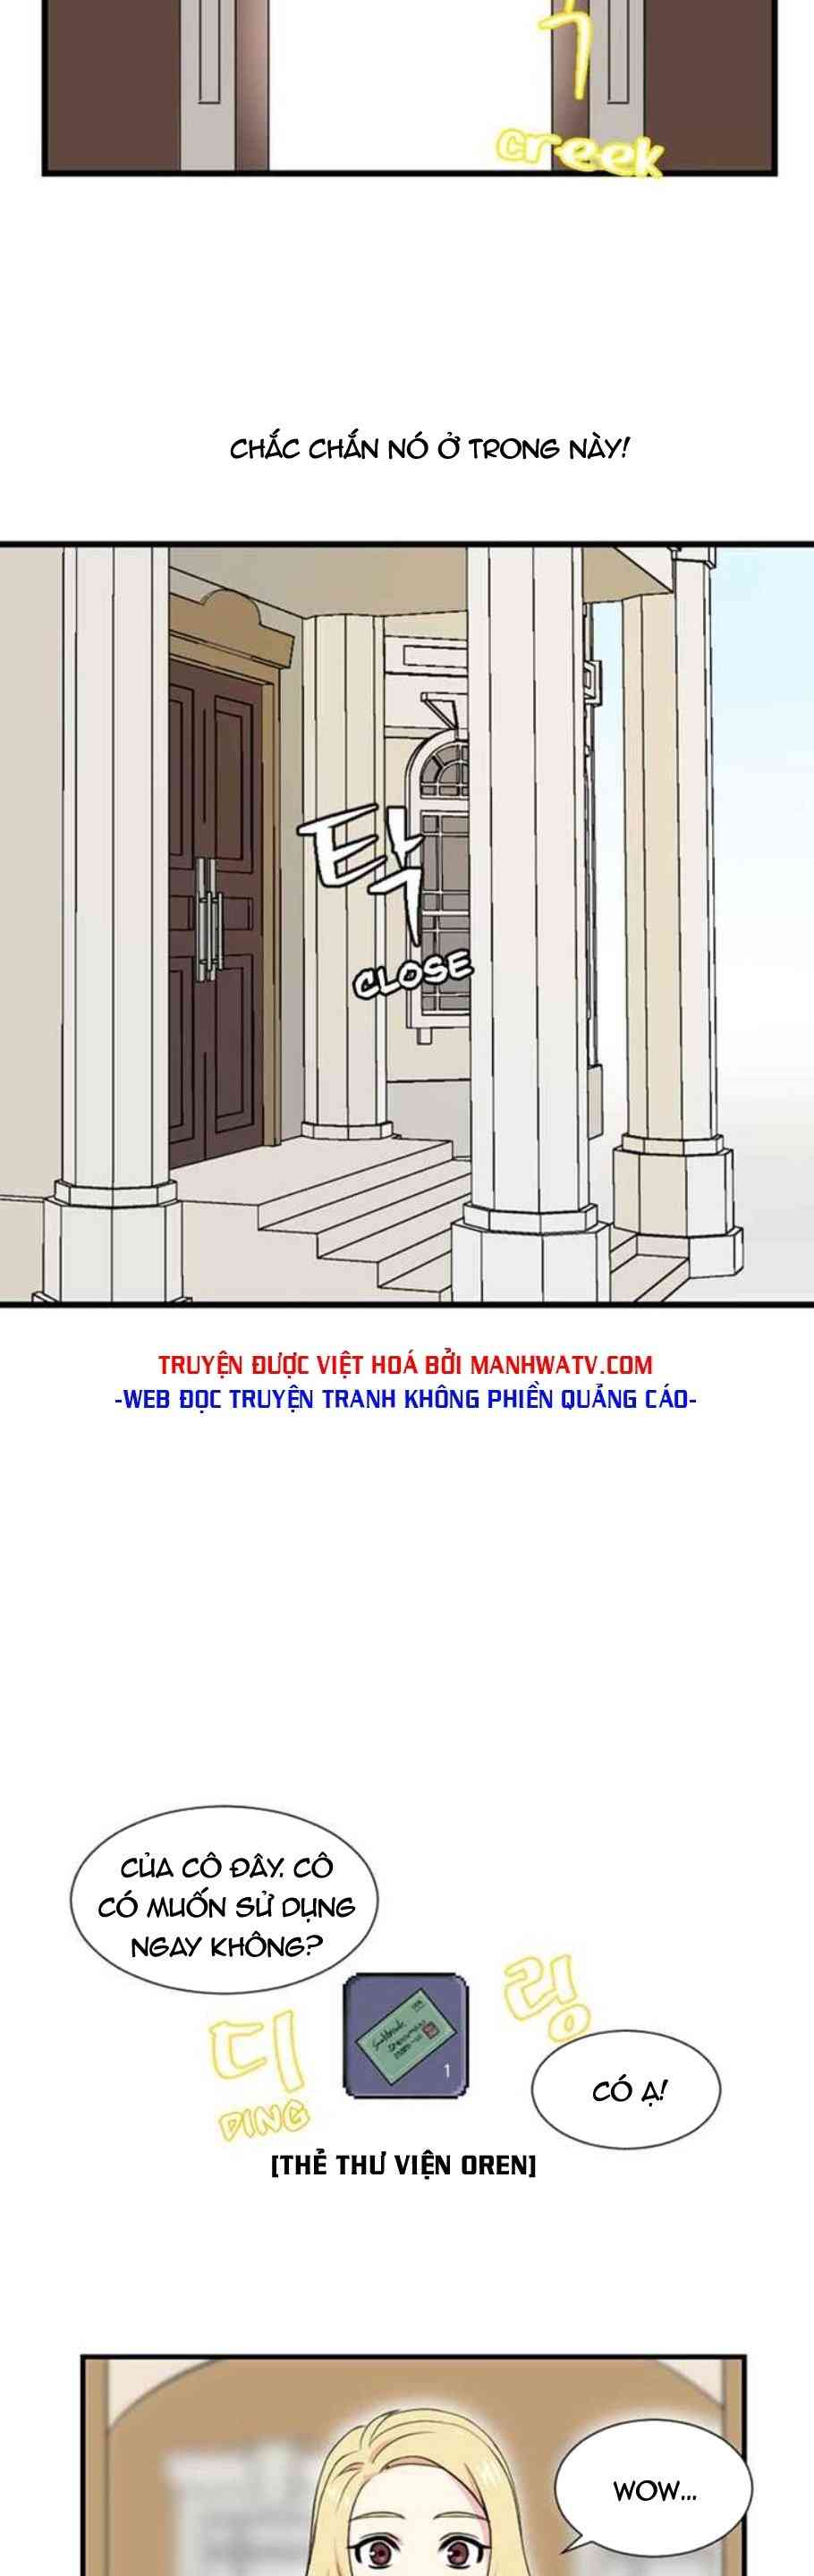 creek
CHẮC CHẮN NÓ Ở TRONG NÀY!
탁
CLOSE
TRUYỆN ĐƯỢC VIỆT HOÁ BỞI MANHWATV.COM
-WEB ĐỌC TRUYỆN TRANH KHÔNG PHIỀN QUẢNG CÁO-
CỦA CÔ ĐÂY. CÔ
CÓ MUỐN SỬ DỤNG
NGAY KHÔNG?
디
링
DING
1
CÓ Ạ!
[THẺ THƯ VIỆN OREN]
WOW...